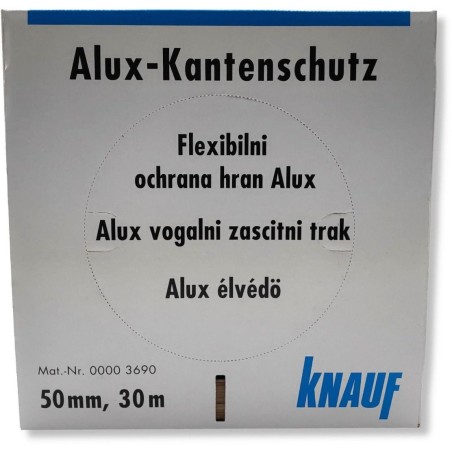 Alux-Kantenschutz
Flexibilni
ochrana hran Alux
Alux vogalni zascitni trak
Alux élvédö
Mat.-Nr. 0000 3690
50mm, 30m
KNAUF